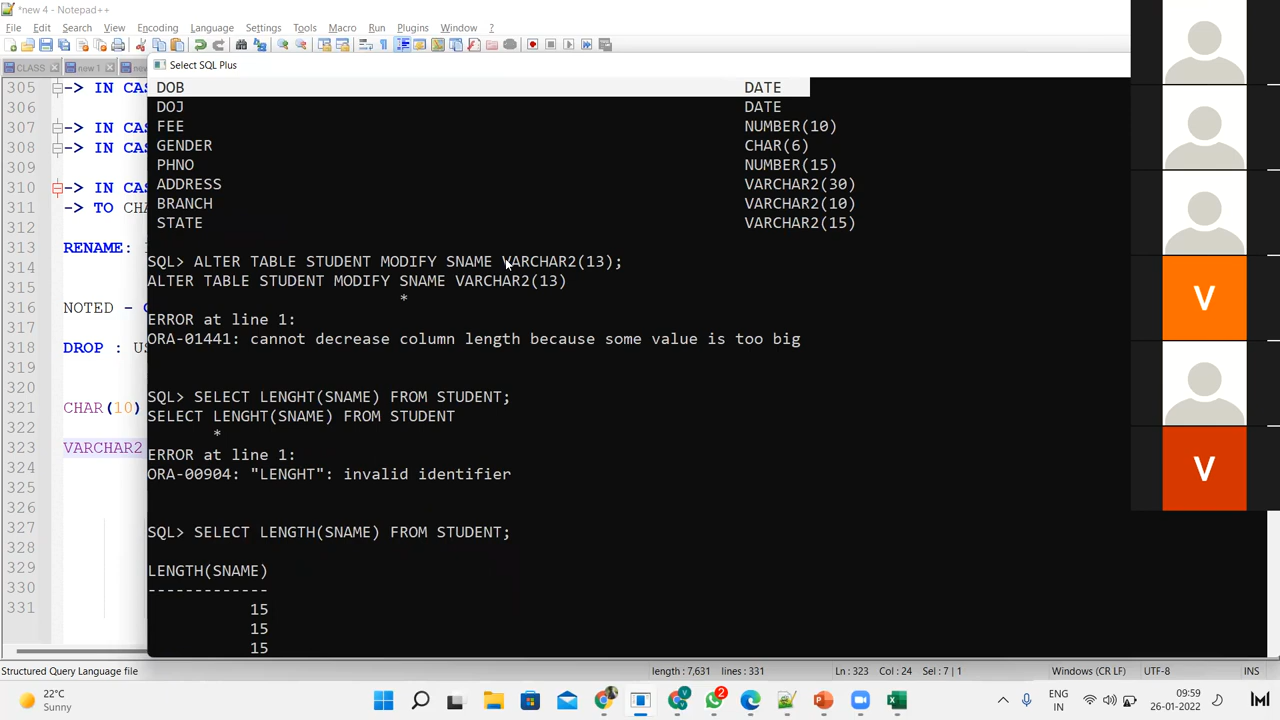 *new 4 - Notepad++
File Edit Search View Encoding Language Settings Tools Macro Run Plugins Window ?
CLASS new 1
Select SQL Plus
305 -> IN CAS
306
307 -> IN CAS
308 -> IN CAS
309
310 -> IN CAS
311 -> TO CHA
312
313 RENAME:
314
315
316 NOTED -
317
318 DROP : US
319
320
321 CHAR(10)
322
323 VARCHAR2
324
325
326
327
328
329
330
331
DOB DATE
DOJ DATE
FEE NUMBER(10)
GENDER CHAR(6)
PHNO NUMBER(15)
ADDRESS VARCHAR2(30)
BRANCH VARCHAR2(10)
STATE VARCHAR2(15)
SQL> ALTER TABLE STUDENT MODIFY SNAME VARCHAR2(13);
ALTER TABLE STUDENT MODIFY SNAME VARCHAR2(13)
*
ERROR at line 1:
ORA-01441: cannot decrease column length because some value is too big
SQL> SELECT LENGHT(SNAME) FROM STUDENT;
SELECT LENGHT(SNAME) FROM STUDENT
*
ERROR at line 1:
ORA-00904: "LENGHT": invalid identifier
SQL> SELECT LENGTH(SNAME) FROM STUDENT;
LENGTH(SNAME)
-------------
15
15
15
V
V
Structured Query Language file length : 7,631 lines : 331 Ln : 323 Col : 24 Sel : 7 | 1 Windows (CR LF) UTF-8 INS
22°C
Sunny
2
ENG
IN
09:59
26-01-2022